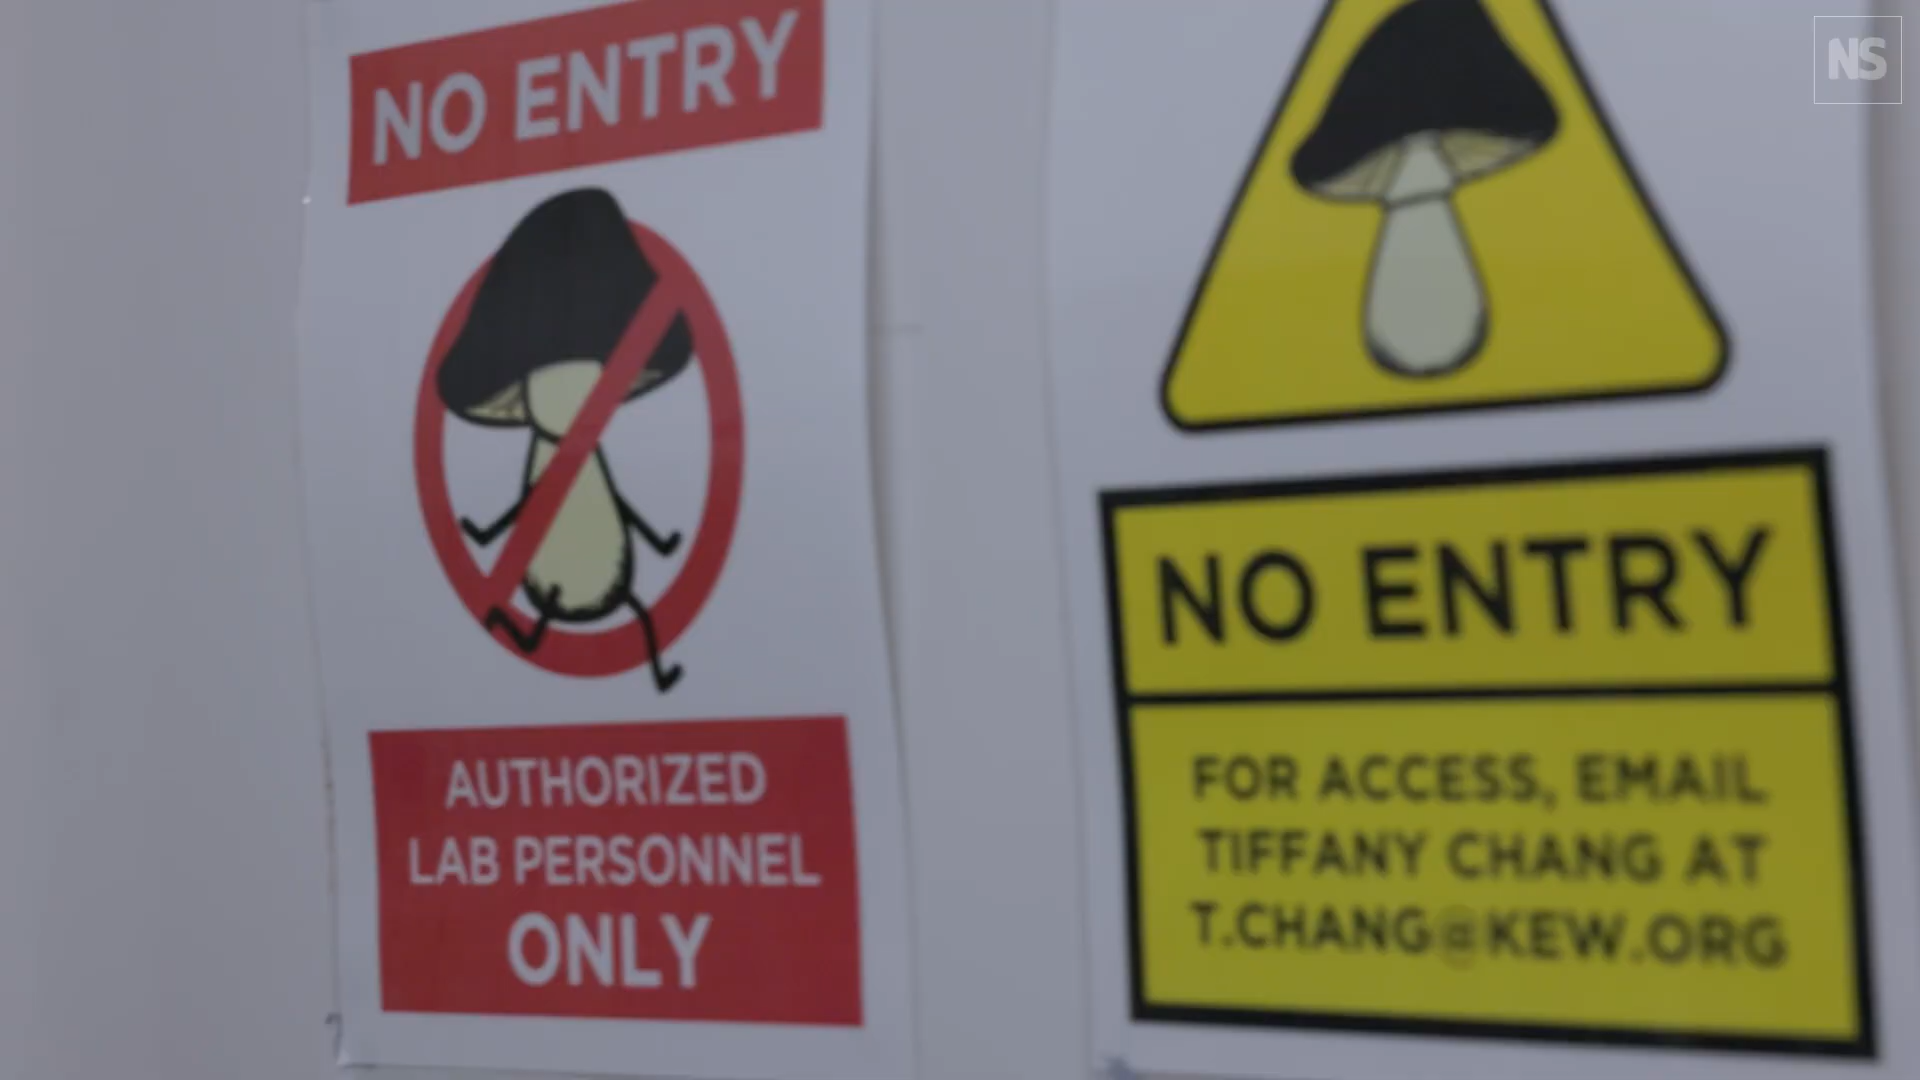 NO ENTRY
AUTHORIZED
LAB PERSONNEL
ONLY
NO ENTRY
FOR ACCESS, EMAIL
TIFFANY CHANG AT
T.CHANG@KEW.ORG
NS